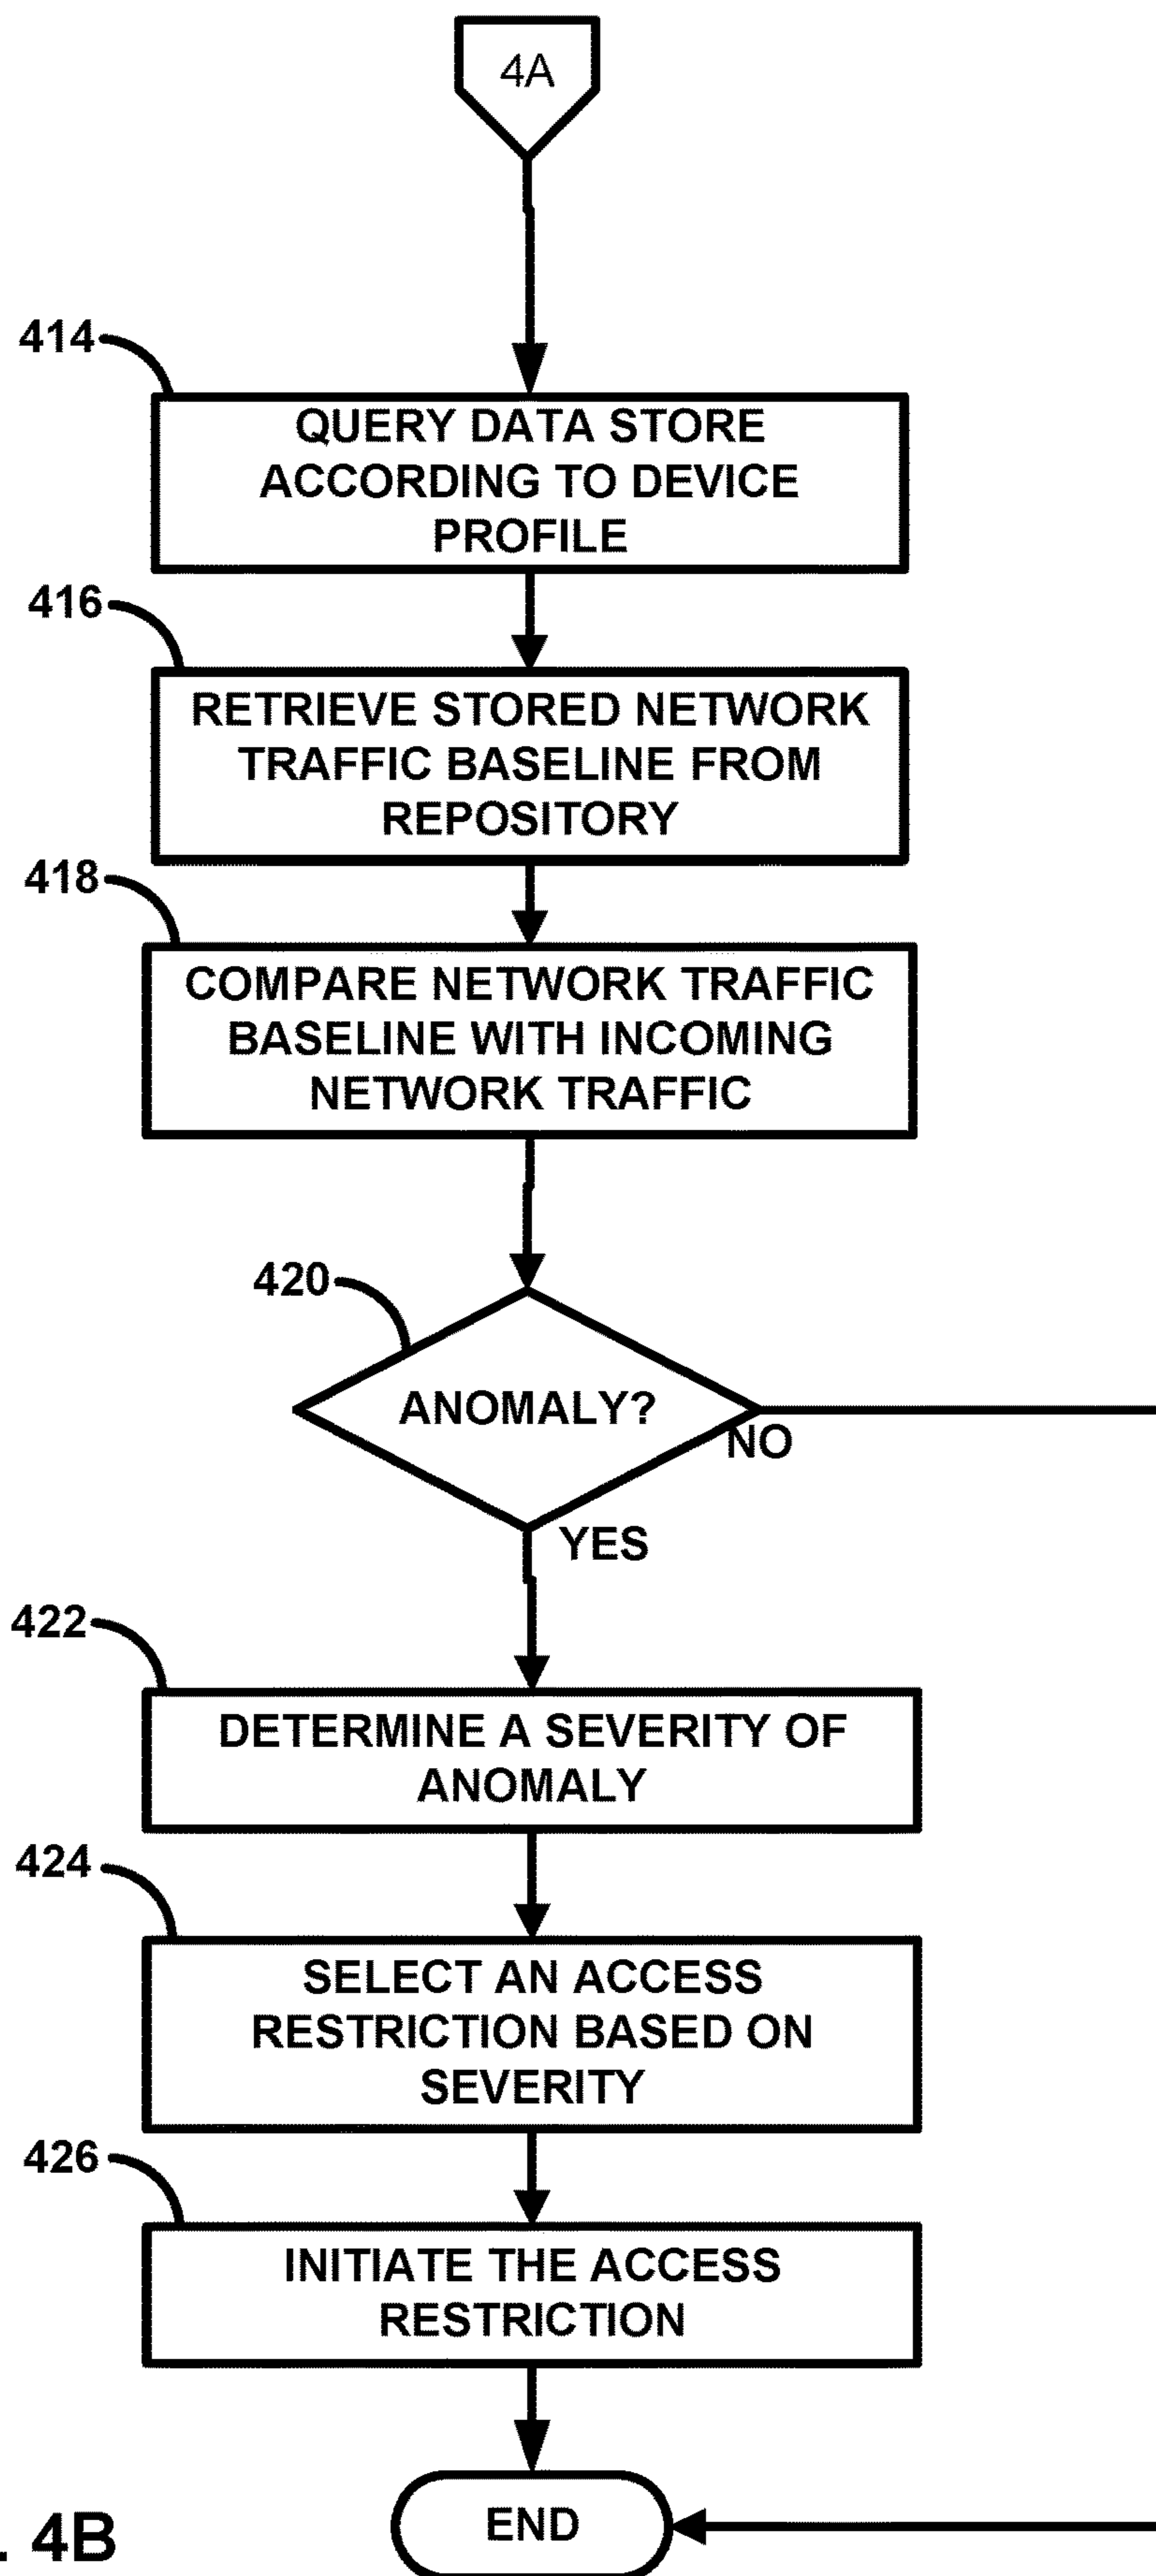 4A
414
QUERY DATA STORE
ACCORDING TO DEVICE
PROFILE
416
RETRIEVE STORED NETWORK
TRAFFIC BASELINE FROM
REPOSITORY
418
COMPARE NETWORK TRAFFIC
BASELINE WITH INCOMING
NETWORK TRAFFIC
420
ANOMALY?
NO
YES
422
DETERMINE A SEVERITY OF
ANOMALY
424
SELECT AN ACCESS
RESTRICTION BASED ON
SEVERITY
426
INITIATE THE ACCESS
RESTRICTION
END
. 4B